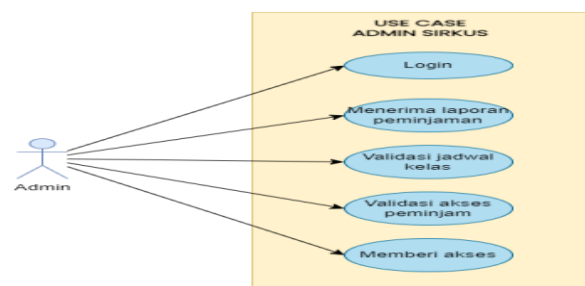 USE CASE
ADMIN SIRKUS
Login
Menerima laporan
peminjaman
Validasi jadwal
kelas
Validasi akses
peminjam
Memberi akses
Admin